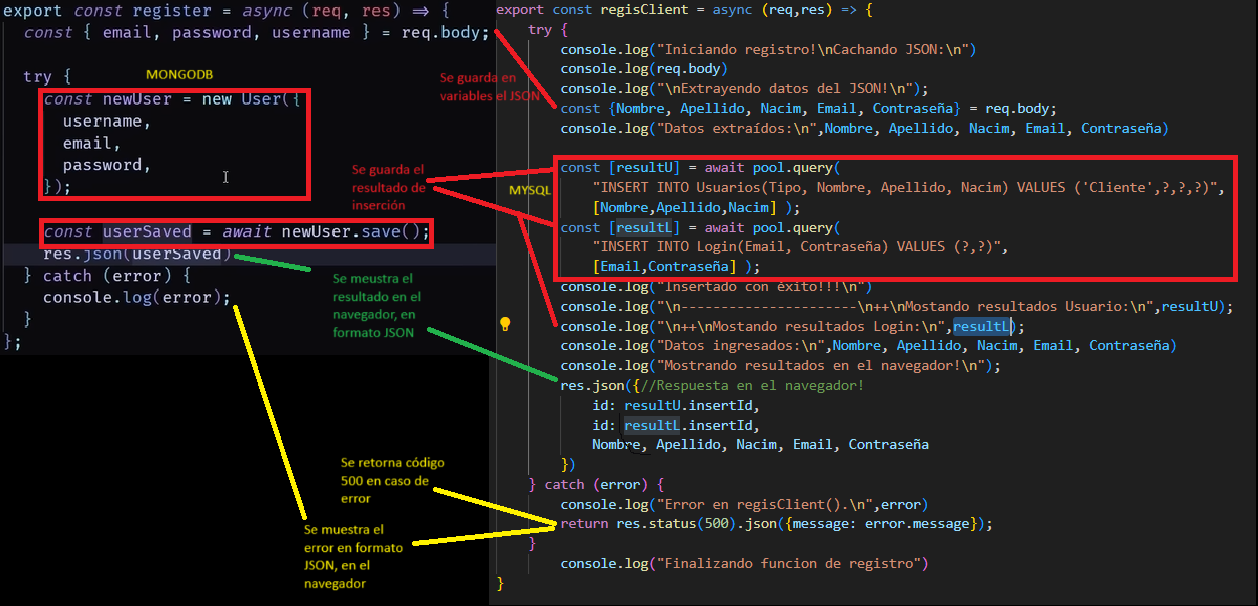 export const register = async (req, res) => {
const { email, password, username } = req.body;
try {
MONGODB
const newUser = new User({
username,
email,
password,
});
const userSaved = await newUser.save();
res.json(userSaved)
} catch (error) {
console.log(error);
}
};
Se guarda en
variables el JSON
Se guarda el
resultado de
inserción
MYSQL
Se meustra el
resultado en el
navegador, en
formato JSON
Se retorna código
500 en caso de
error
Se muestra el
error en formato
JSON, en el
navegador
export const regisClient = async (req,res) => {
try {
console.log("Iniciando registro!\nCachando JSON:\n")
console.log(req.body)
console.log("\nExtrayendo datos del JSON!\n");
const {Nombre, Apellido, Nacim, Email, Contraseña} = req.body;
console.log("Datos extraídos:\n",Nombre, Apellido, Nacim, Email, Contraseña)
const [resultU] = await pool.query(
"INSERT INTO Usuarios(Tipo, Nombre, Apellido, Nacim) VALUES ('Cliente',?,?,?)",
[Nombre,Apellido,Nacim] );
const [resultL] = await pool.query(
"INSERT INTO Login(Email, Contraseña) VALUES (?,?)",
[Email,Contraseña] );
console.log("Insertado con éxito!!!\n")
console.log("\n----------------------\n++\nMostando resultados Usuario:\n",resultU);
console.log("\n++\nMostando resultados Login:\n",resultL);
console.log("Datos ingresados:\n",Nombre, Apellido, Nacim, Email, Contraseña)
console.log("Mostrando resultados en el navegador!\n");
res.json({//Respuesta en el navegador!
id: resultU.insertId,
id: resultL.insertId,
Nombre, Apellido, Nacim, Email, Contraseña
})
} catch (error) {
console.log("Error en regisClient().\n",error)
return res.status(500).json({message: error.message});
}
console.log("Finalizando funcion de registro")
}